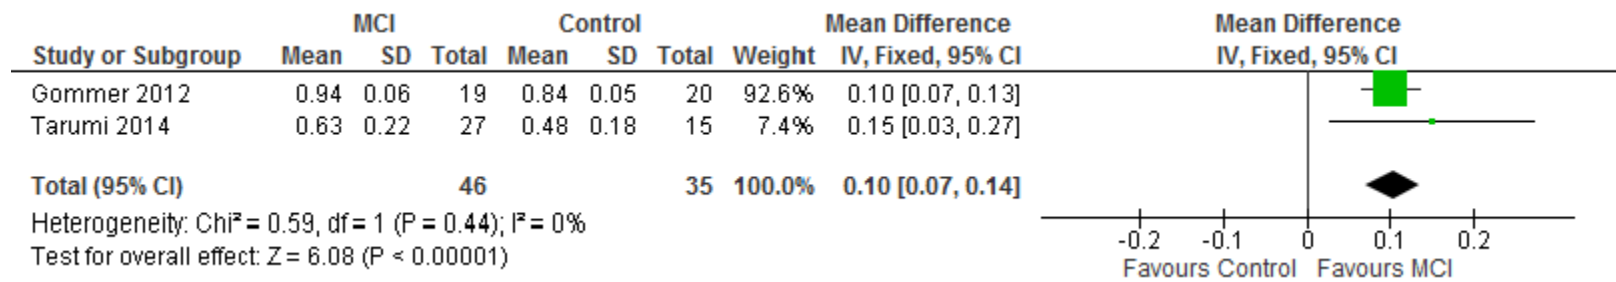 MCI Control Mean Difference Mean Difference
Study or Subgroup Mean SD Total Mean SD Total Weight IV, Fixed, 95% CI IV, Fixed, 95% CI
Gommer 2012 0.94 0.06 19 0.84 0.05 20 92.6% 0.10 [0.07, 0.13]
Tarumi 2014 0.63 0.22 27 0.48 0.18 15 7.4% 0.15 [0.03, 0.27]
Total (95% CI) 46 35 100.0% 0.10 [0.07, 0.14]
Heterogeneity: Chi² = 0.59, df = 1 (P = 0.44); I² = 0%
Test for overall effect: Z = 6.08 (P < 0.00001)
-0.2 -0.1 0 0.1 0.2
Favours Control Favours MCI